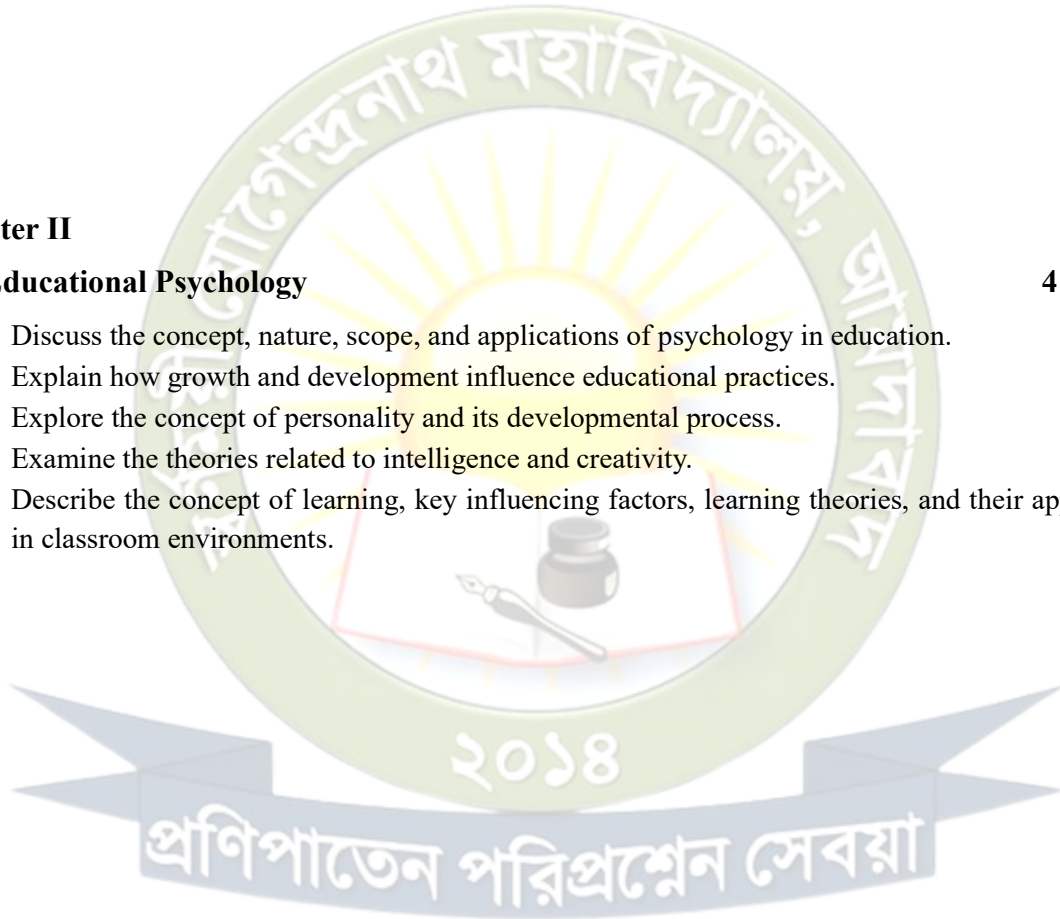 ter II
Educational Psychology 4
Discuss the concept, nature, scope, and applications of psychology in education.
Explain how growth and development influence educational practices.
Explore the concept of personality and its developmental process.
Examine the theories related to intelligence and creativity.
Describe the concept of learning, key influencing factors, learning theories, and their ap
in classroom environments.
যোগেন্দ্রনাথ মহাবিদ্যালয়, আমদাবাদ
২০১৪
প্রণিপাতেন পরিপ্রশ্নেন সেবয়া